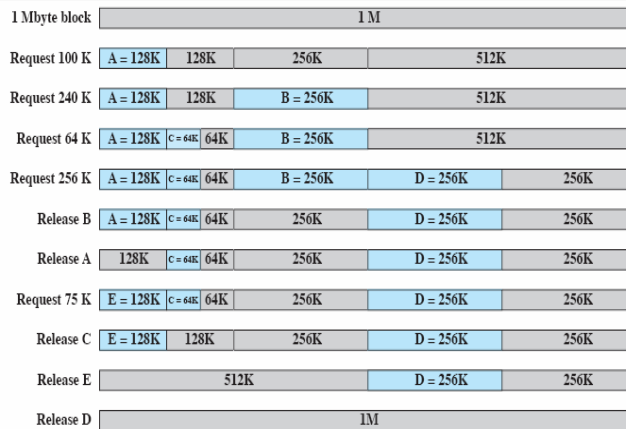 1 Mbyte block 1 M
Request 100 K A = 128K 128K 256K 512K
Request 240 K A = 128K 128K B = 256K 512K
Request 64 K A = 128K C = 64K 64K B = 256K 512K
Request 256 K A = 128K C = 64K 64K B = 256K D = 256K 256K
Release B A = 128K C = 64K 64K 256K D = 256K 256K
Release A 128K C = 64K 64K 256K D = 256K 256K
Request 75 K E = 128K C = 64K 64K 256K D = 256K 256K
Release C E = 128K 128K 256K D = 256K 256K
Release E 512K D = 256K 256K
Release D 1M